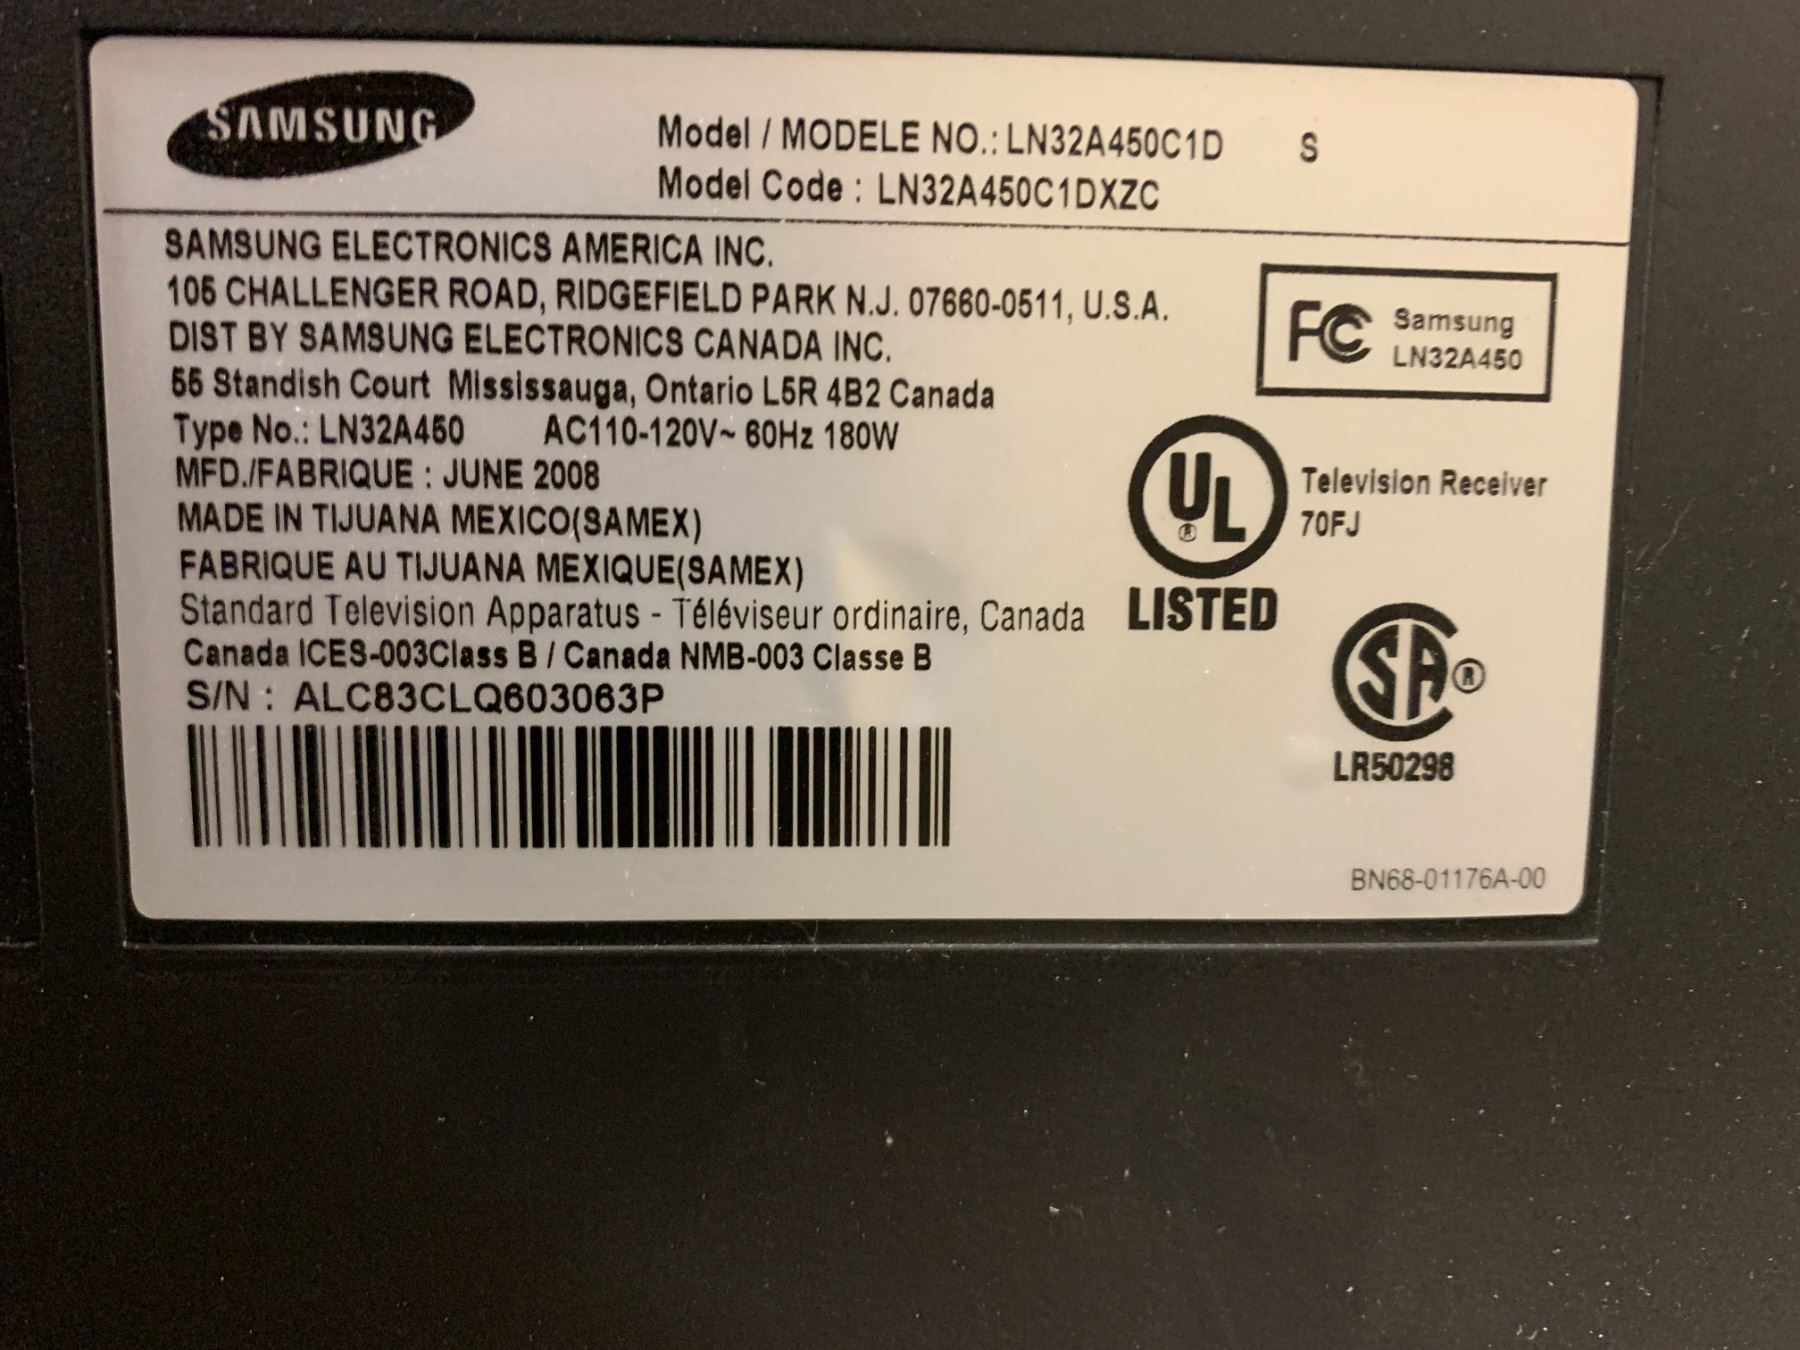 SAMSUNG
Model / MODELE NO.: LN32A450C1D S
Model Code : LN32A450C1DXZC
SAMSUNG ELECTRONICS AMERICA INC.
105 CHALLENGER ROAD, RIDGEFIELD PARK N.J. 07660-0511, U.S.A.
DIST BY SAMSUNG ELECTRONICS CANADA INC.
55 Standish Court Mississauga, Ontario L5R 4B2 Canada
Type No.: LN32A450 AC110-120V~ 60Hz 180W
MFD./FABRIQUE : JUNE 2008
MADE IN TIJUANA MEXICO(SAMEX)
FABRIQUE AU TIJUANA MEXIQUE(SAMEX)
Standard Television Apparatus - Téléviseur ordinaire, Canada
Canada ICES-003Class B / Canada NMB-003 Classe B
S/N : ALC83CLQ603063P
FC Samsung
LN32A450
UL ® Television Receiver
70FJ
LISTED
SA ®
LR50298
BN68-01176A-00